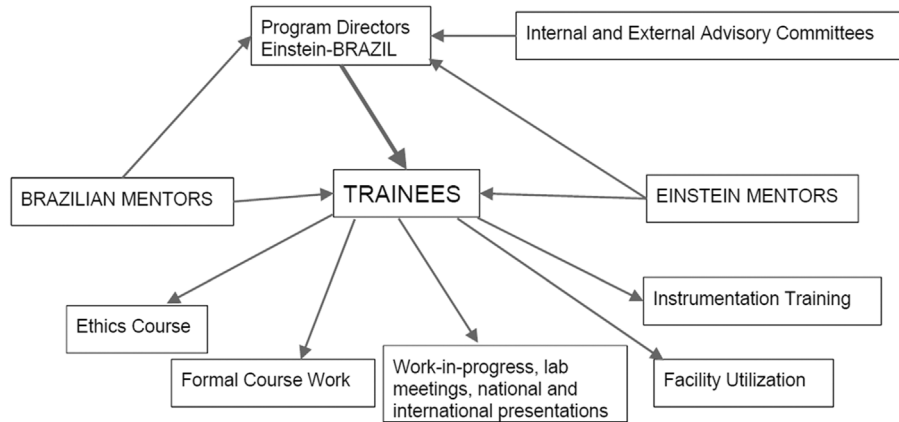 Program Directors
Einstein-BRAZIL
Internal and External Advisory Committees
BRAZILIAN MENTORS
TRAINEES
EINSTEIN MENTORS
Ethics Course
Instrumentation Training
Formal Course Work
Work-in-progress, lab
meetings, national and
international presentations
Facility Utilization